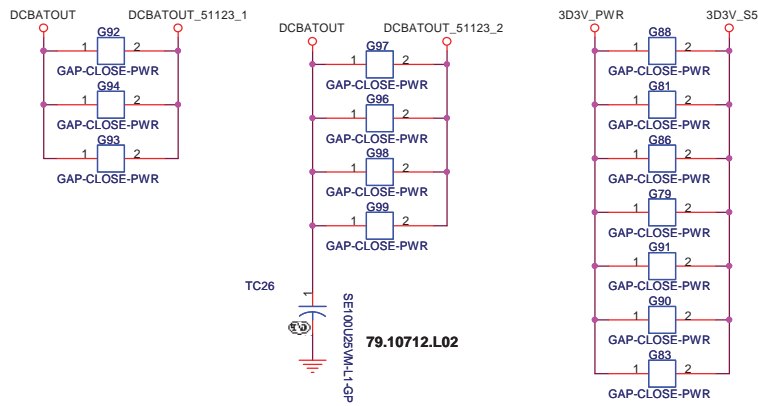 DCBATOUT
DCBATOUT_51123_1
G92
1 2
GAP-CLOSE-PWR
G94
1 2
GAP-CLOSE-PWR
G93
1 2
GAP-CLOSE-PWR
DCBATOUT
DCBATOUT_51123_2
G97
1 2
GAP-CLOSE-PWR
G96
1 2
GAP-CLOSE-PWR
G98
1 2
GAP-CLOSE-PWR
G99
1 2
GAP-CLOSE-PWR
TC26
1
SE100U25VM-L1-GP
79.10712.L02
3D3V_PWR
3D3V_S5
G88
1 2
GAP-CLOSE-PWR
G81
1 2
GAP-CLOSE-PWR
G86
1 2
GAP-CLOSE-PWR
G79
1 2
GAP-CLOSE-PWR
G91
1 2
GAP-CLOSE-PWR
G90
1 2
GAP-CLOSE-PWR
G83
1 2
GAP-CLOSE-PWR